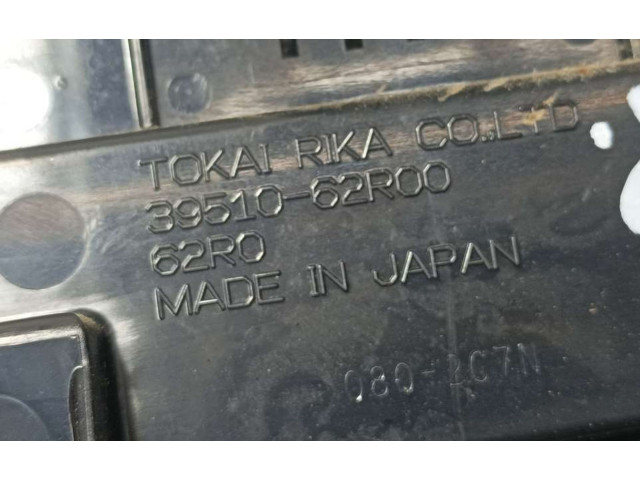 TOKAI RIKA CO.,LTD.
39510-62R00
62R0
MADE IN JAPAN